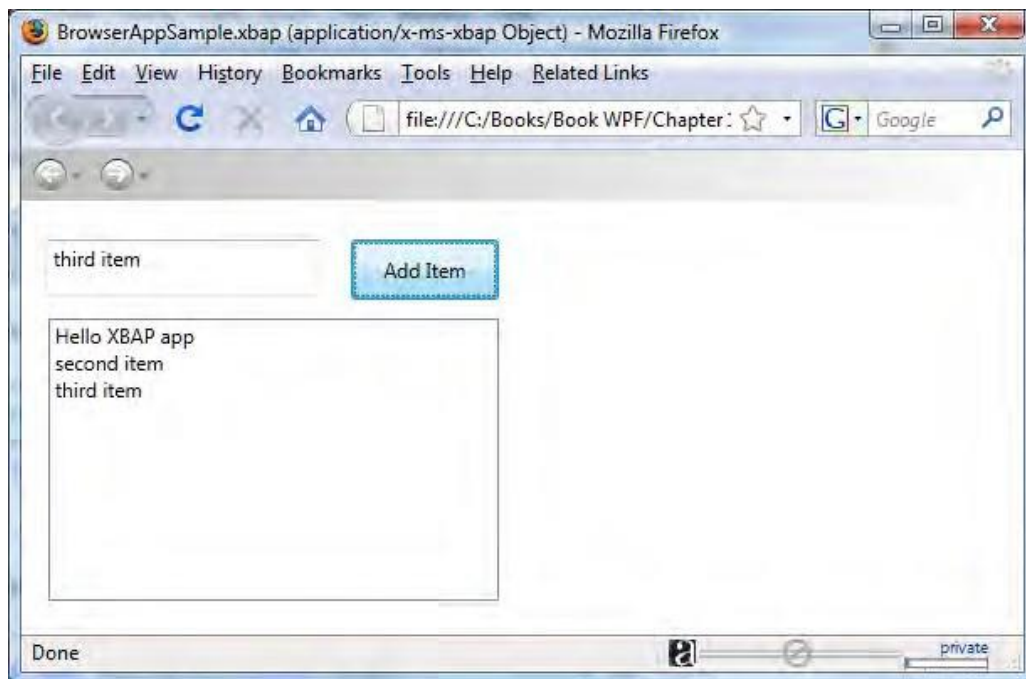 BrowserAppSample.xbap (application/x-ms-xbap Object) - Mozilla Firefox
File Edit View History Bookmarks Tools Help Related Links
file:///C:/Books/Book WPF/Chapter G Google
third item
Add Item
Hello XBAP app
second item
third item
Done
private